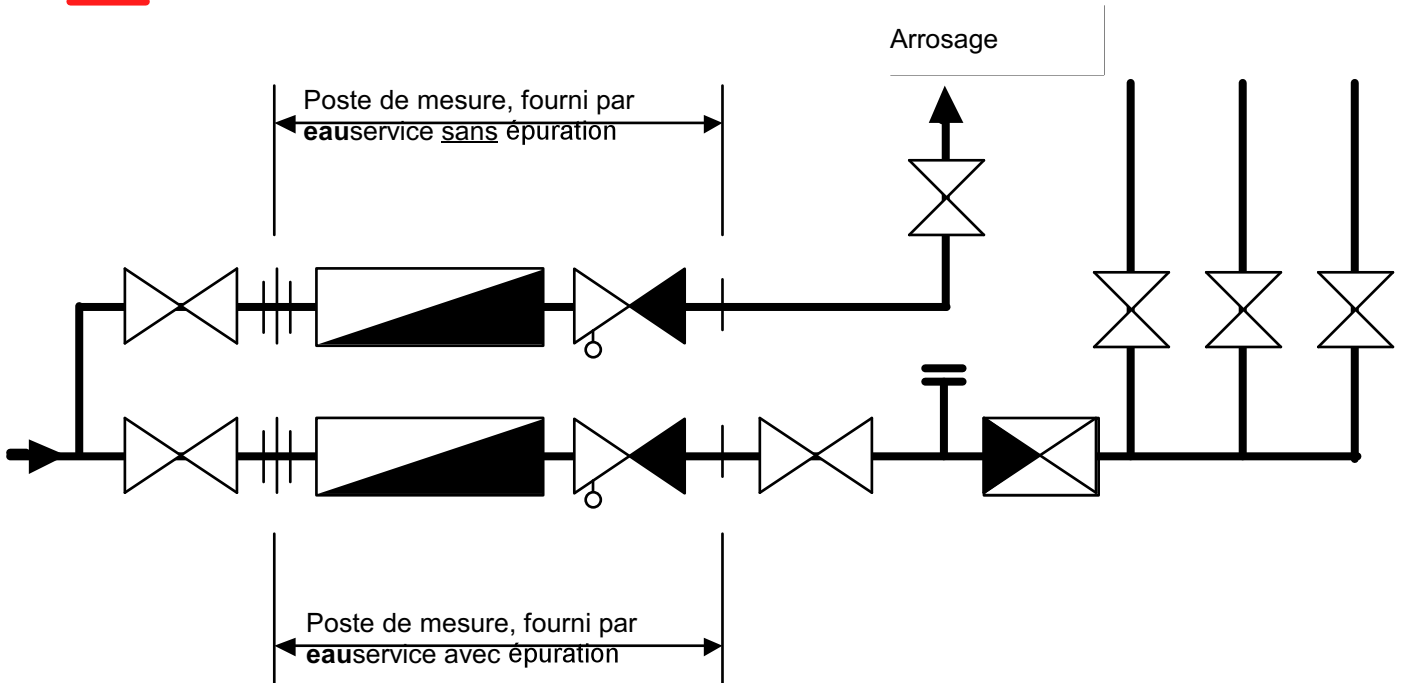 Arrosage
Poste de mesure, fourni par
eauservice sans épuration
Poste de mesure, fourni par
eauservice avec épuration